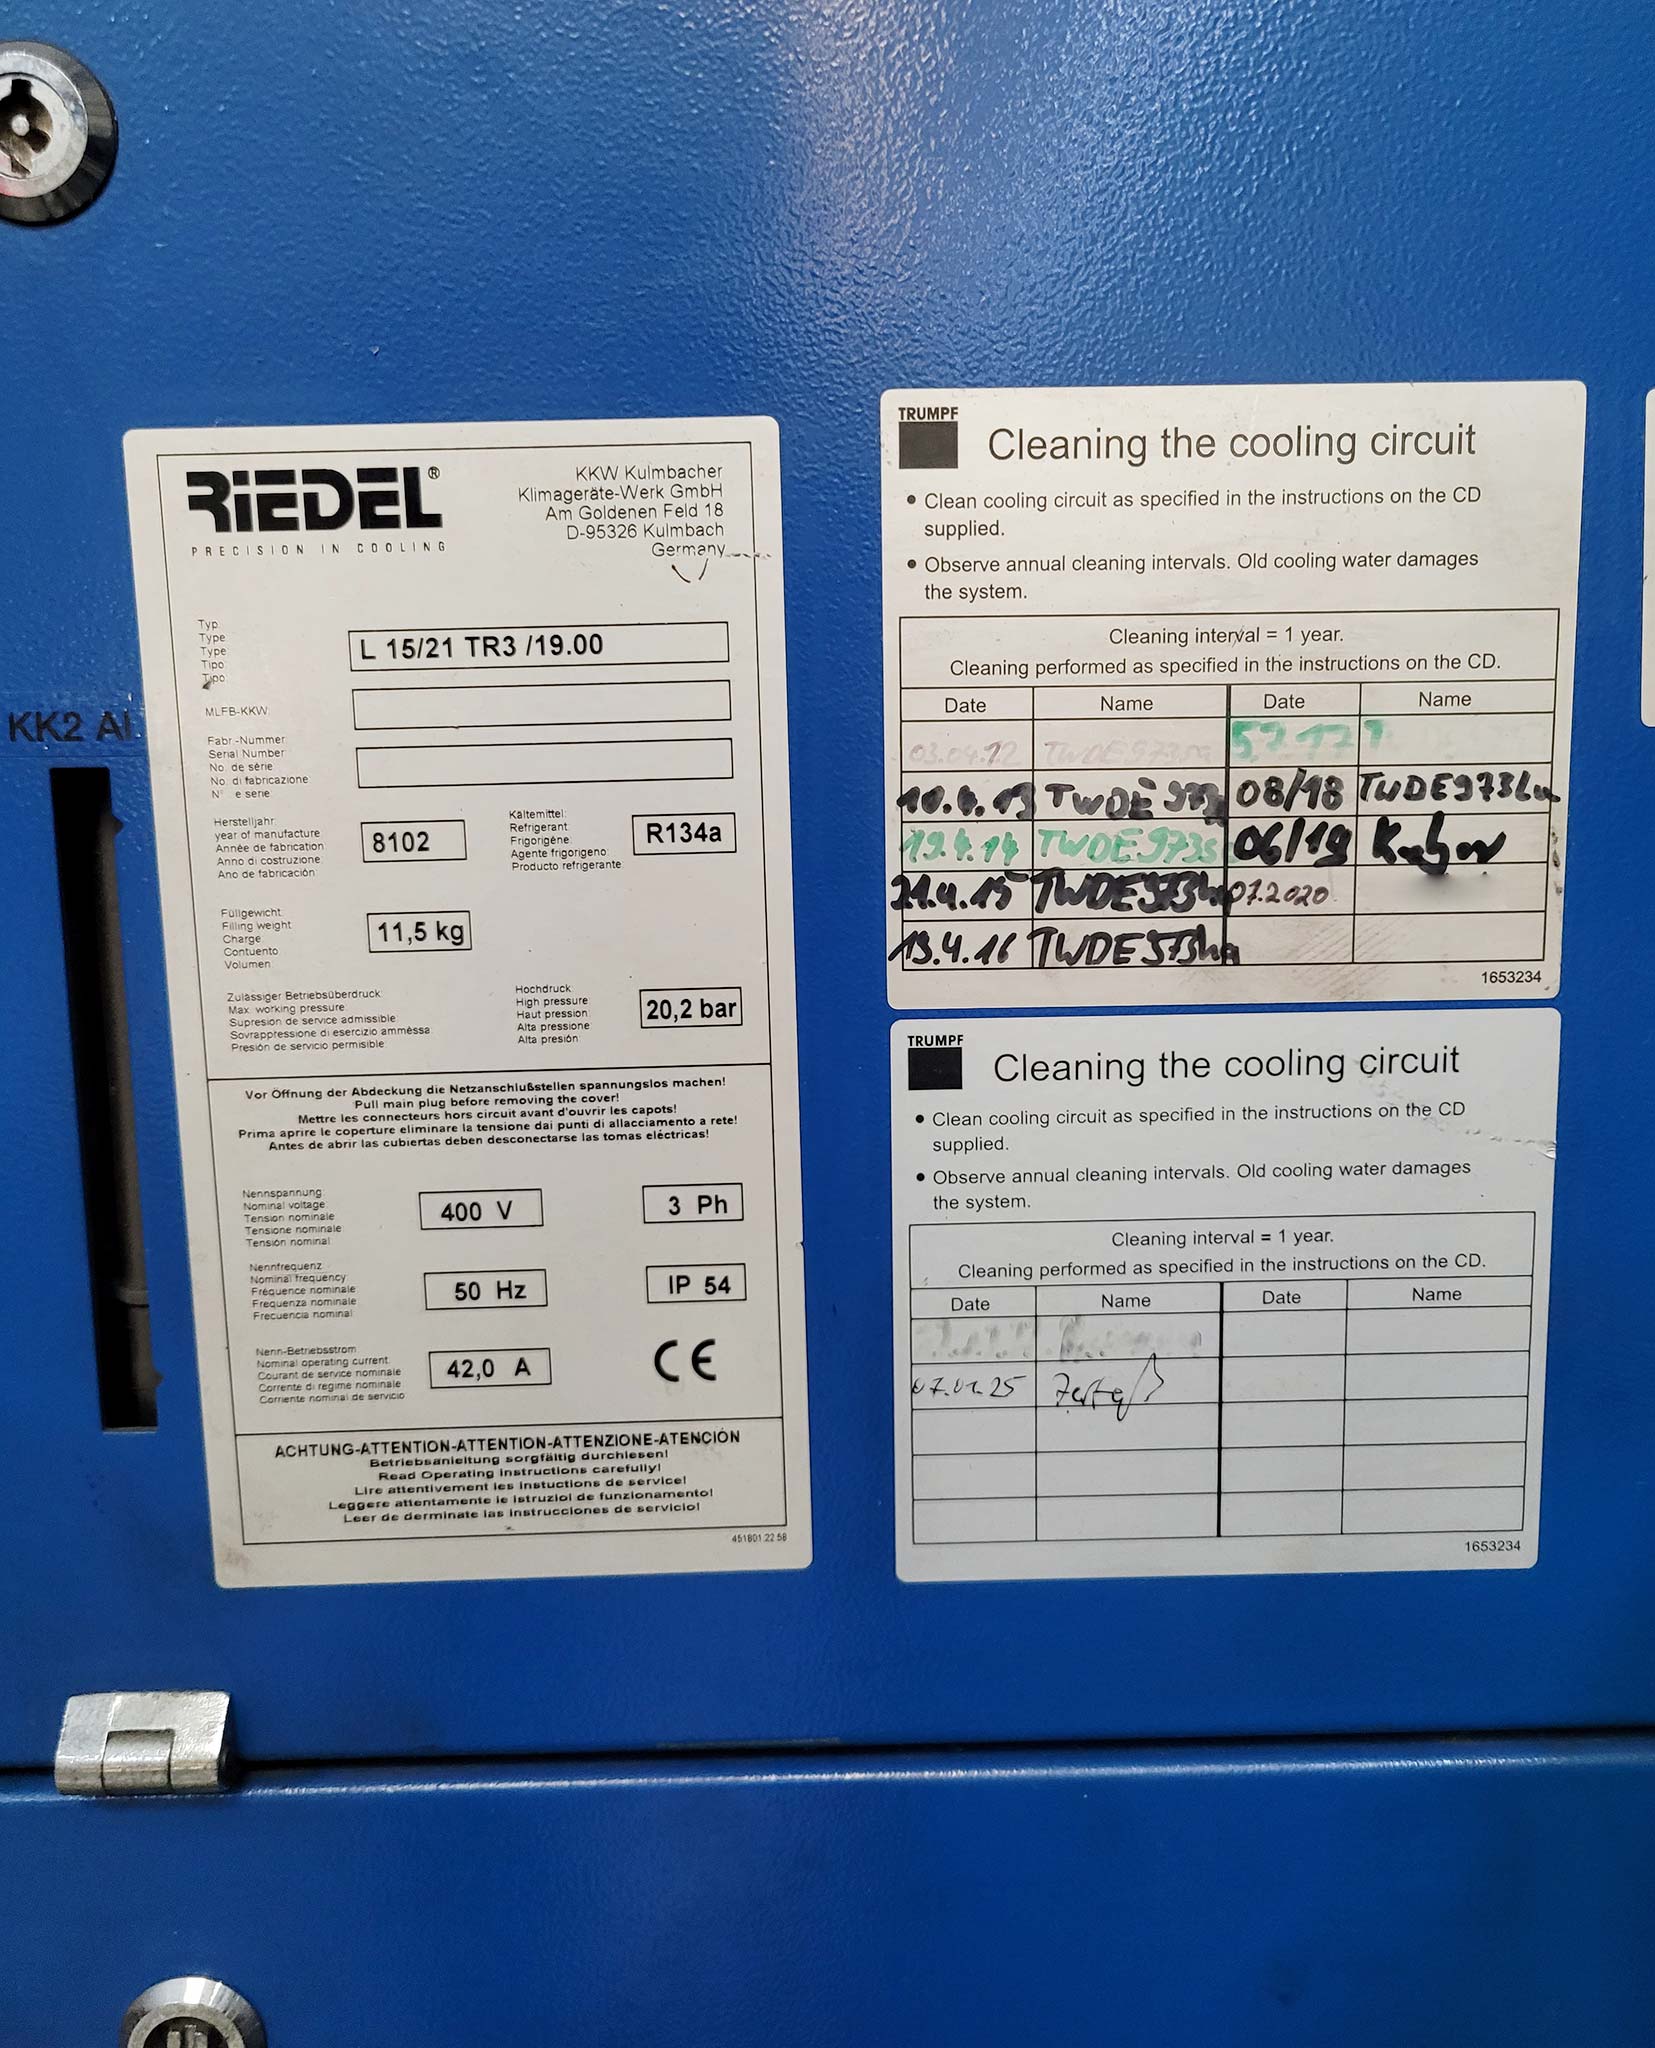 KK2 AI
RIEDEL®
PRECISION IN COOLING
KKW Kulmbacher
Klimageräte-Werk GmbH
Am Goldenen Feld 18
D-95326 Kulmbach
Germany
Typ
Type
Type
Tipo
Tipo
L 15/21 TR3 /19.00
MLFB-KKW
Fabr.-Nummer
Serial Number
No. de série
No. di fabricazione
N° e serie
Herstelljahr
year of manufacture
Année de fabrication
Anno di costruzione
Ano de fabricación
8102
Kältemittel:
Refrigerant
Frigorigène
Agente frigorigeno
Producto refrigerante
R134a
Füllgewicht
Filling weight
Charge
Contuento
Volumen
11,5 kg
Zulässiger Betriebsüberdruck
Max. working pressure
Supresion de service admissible
Sovrappressione di esercizio ammèssa
Presión de servicio permisible
Hochdruck
High pressure
Haut pression
Alta pressione
Alta presión
20,2 bar
Vor Öffnung der Abdeckung die Netzanschlußstellen spannungslos machen!
Pull main plug before removing the cover!
Mettre les connecteurs hors circuit avant d'ouvrir les capots!
Prima aprire le coperture eliminare la tensione dai punti di allacciamento a rete!
Antes de abrir las cubiertas deben desconectarse las tomas eléctricas!
Nennspannung
Nominal voltage
Tension nominale
Tensione nominale
Tensión nominal
400 V
3 Ph
Nennfrequenz
Nominal frequency
Fréquence nominale
Frequenza nominale
Frecuencia nominal
50 Hz
IP 54
Nenn-Betriebsstrom
Nominal operating current
Courant de service nominale
Corrente di regime nominale
Corriente nominal de servicio
42,0 A
CE
ACHTUNG-ATTENTION-ATTENTION-ATTENZIONE-ATENCIÓN
Betriebsanieltung sorgfältig durchlesen!
Read Operating instructions carefully!
Lire attentivement les instuctions de service!
Leggere attentamente le istruziol de funzionamento!
Leer de derminate las instrucciones de servicio!
451801 22 58
TRUMPF
Cleaning the cooling circuit
• Clean cooling circuit as specified in the instructions on the CD
supplied.
• Observe annual cleaning intervals. Old cooling water damages
the system.
Cleaning interval = 1 year.
Cleaning performed as specified in the instructions on the CD.
Date Name Date Name
03.04.12
10.4.13 08/18
19.4.14 06/19
21.4.15 07.2020
19.4.16
1653234
TRUMPF
Cleaning the cooling circuit
• Clean cooling circuit as specified in the instructions on the CD
supplied.
• Observe annual cleaning intervals. Old cooling water damages
the system.
Cleaning interval = 1 year.
Cleaning performed as specified in the instructions on the CD.
Date Name Date Name
07.01.25
1653234